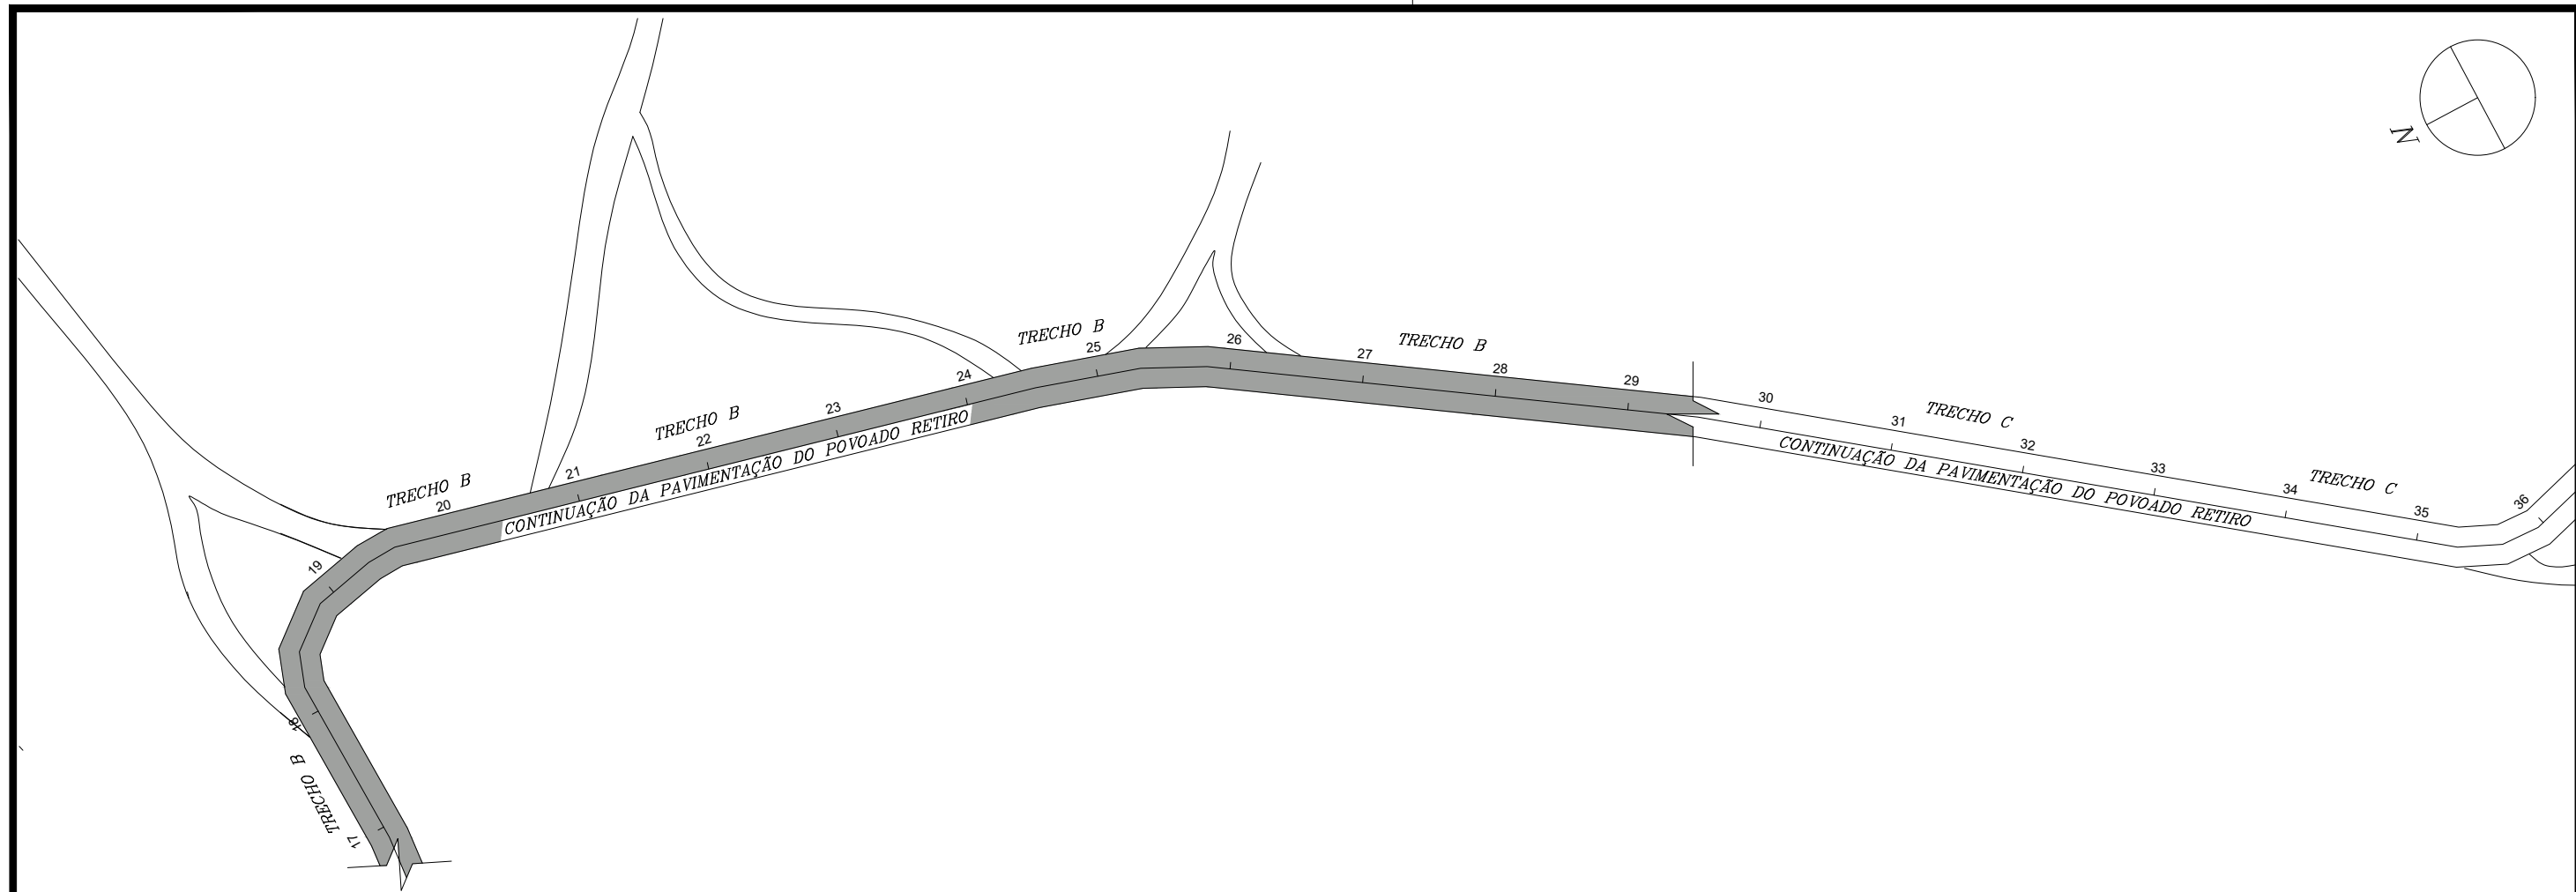 N
TRECHO B
25
26
27
TRECHO B
28
29
24
30
31
TRECHO C
32
33
34
TRECHO C
35
36
CONTINUAÇÃO DA PAVIMENTAÇÃO DO POVOADO RETIRO
TRECHO B
23
22
21
CONTINUAÇÃO DA PAVIMENTAÇÃO DO POVOADO RETIRO
TRECHO B
20
19
18
TRECHO B
17